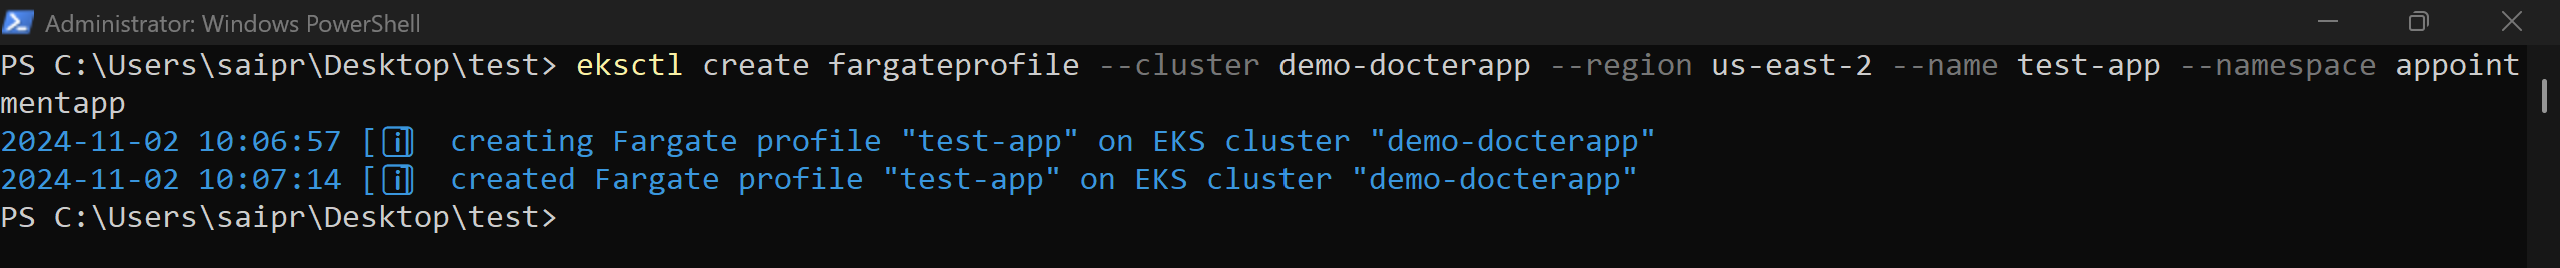 Administrator: Windows PowerShell
PS C:\Users\saipr\Desktop\test> eksctl create fargateprofile --cluster demo-docterapp --region us-east-2 --name test-app --namespace appoint
mentapp
2024-11-02 10:06:57 [ℹ]  creating Fargate profile "test-app" on EKS cluster "demo-docterapp"
2024-11-02 10:07:14 [ℹ]  created Fargate profile "test-app" on EKS cluster "demo-docterapp"
PS C:\Users\saipr\Desktop\test>